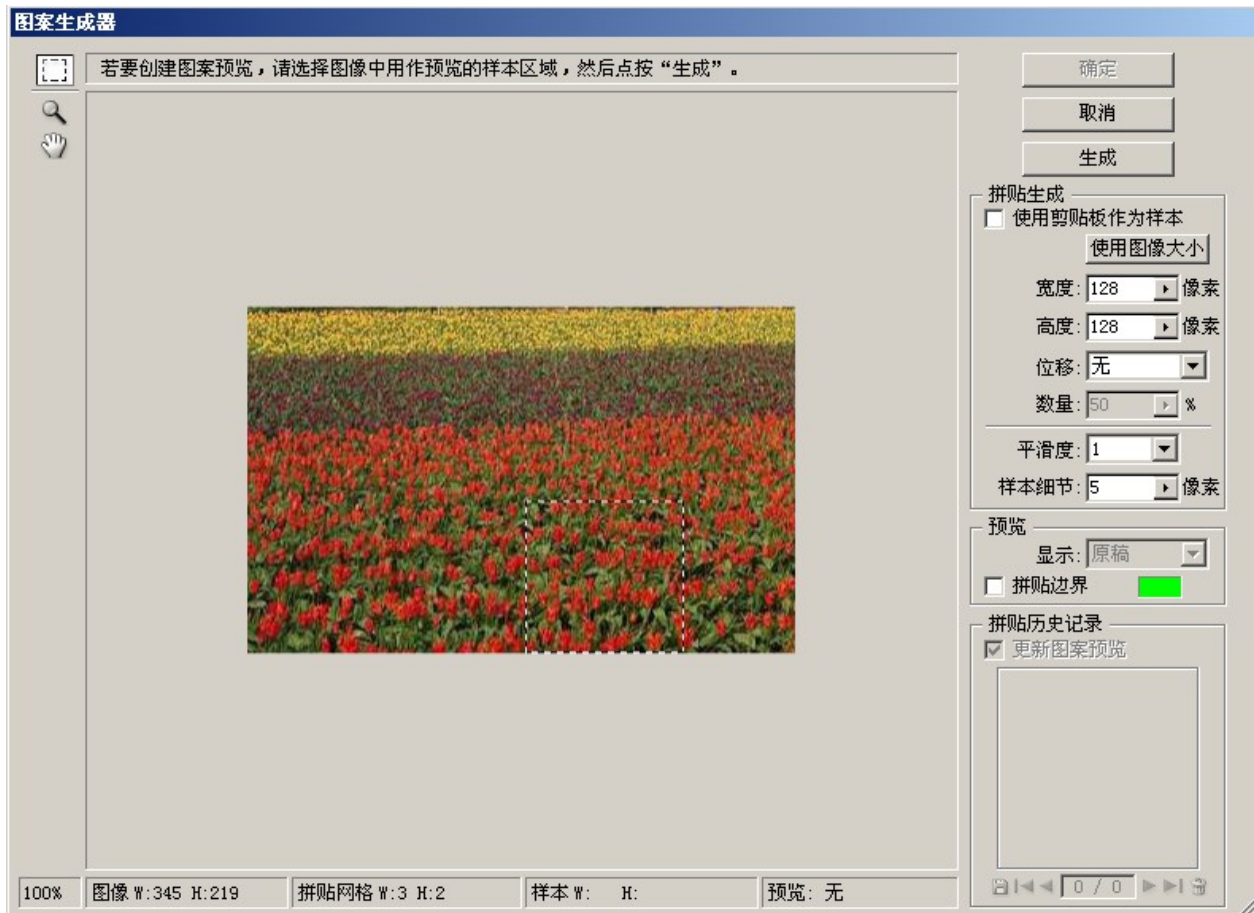 图案生成器
若要创建图案预览，请选择图像中用作预览的样本区域，然后点按“生成”。
确定
取消
生成
拼贴生成
使用剪贴板作为样本
使用图像大小
宽度: 128 像素
高度: 128 像素
位移: 无
数量: 50 %
平滑度: 1
样本细节: 5 像素
预览
显示: 原稿
拼贴边界
拼贴历史记录
更新图案预览
0 / 0
100% 图像 W:345 H:219 拼贴网格 W:3 H:2 样本 W: H: 预览: 无